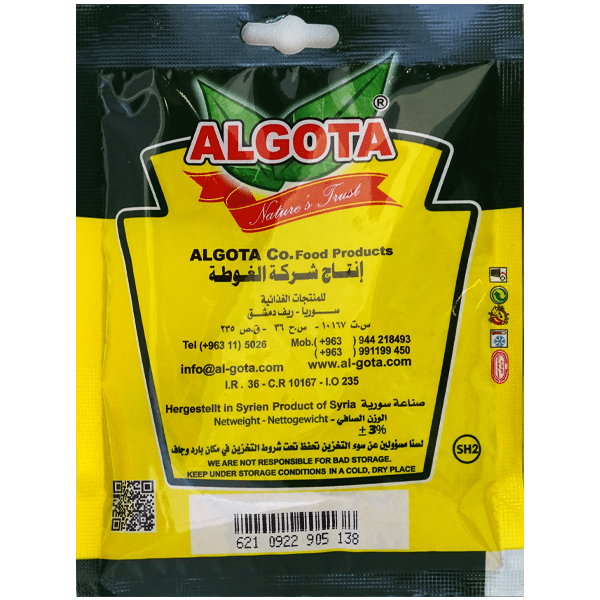 ALGOTA®
Nature's Trust
ALGOTA Co. Food Products
إنتاج شركة الغوطة
للمنتجات الغذائية
سوريا - ريف دمشق
س.ت ١٠١٦٧ - س.ح ٣٦ - ق.ص ٢٣٥
Tel (+963 11) 5026 Mob.(+963 ) 944 218493
(+963 ) 991199 450
info@al-gota.com www.al-gota.com
I.R . 36 - C.R 10167 - I.O 235
Hergestellt in Syrien Product of Syria صناعة سورية
Netweight - Nettogewicht - الوزن الصافي
± 3%
لسنا مسؤولين عن سوء التخزين تحفظ تحت شروط التخزين في مكان بارد وجاف
WE ARE NOT RESPONSIBLE FOR BAD STORAGE.
KEEP UNDER STORAGE CONDITIONS IN A COLD, DRY PLACE
SH2
621 0922 905 138